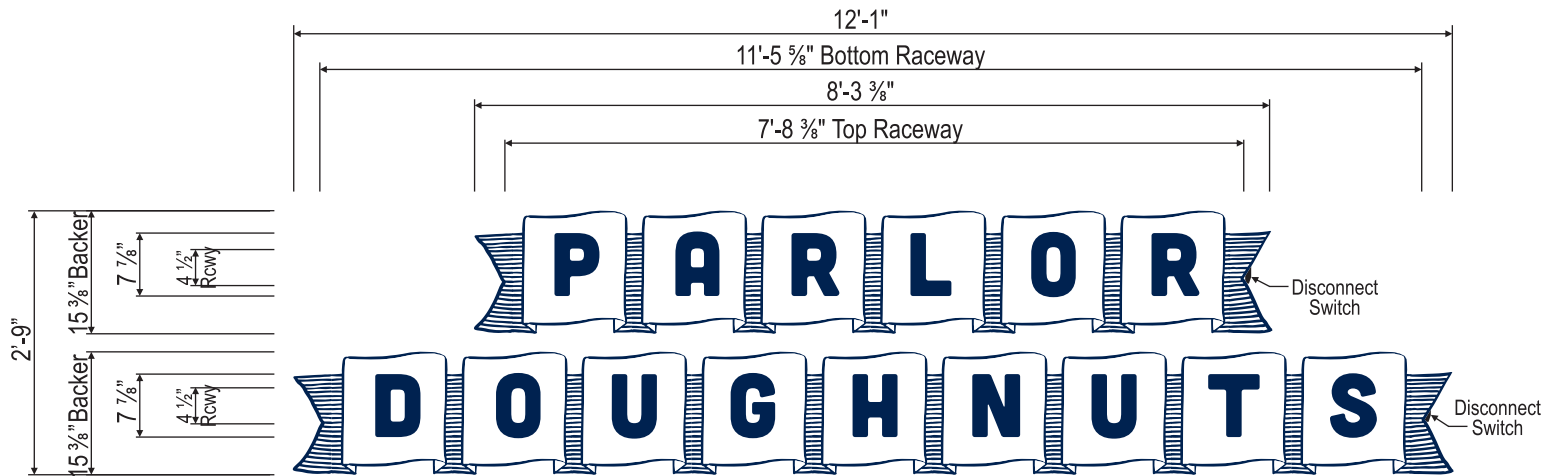 12'-1"
11'-5 ⅝" Bottom Raceway
8'-3 ⅜"
7'-8 ⅜" Top Raceway
2'-9"
15 ⅜” Backer
7 ⅞”
4 ½”
Rcwy
PARLOR
Disconnect
Switch
15 ⅜” Backer
7 ⅞”
4 ½”
Rcwy
DOUGHNUTS
Disconnect
Switch